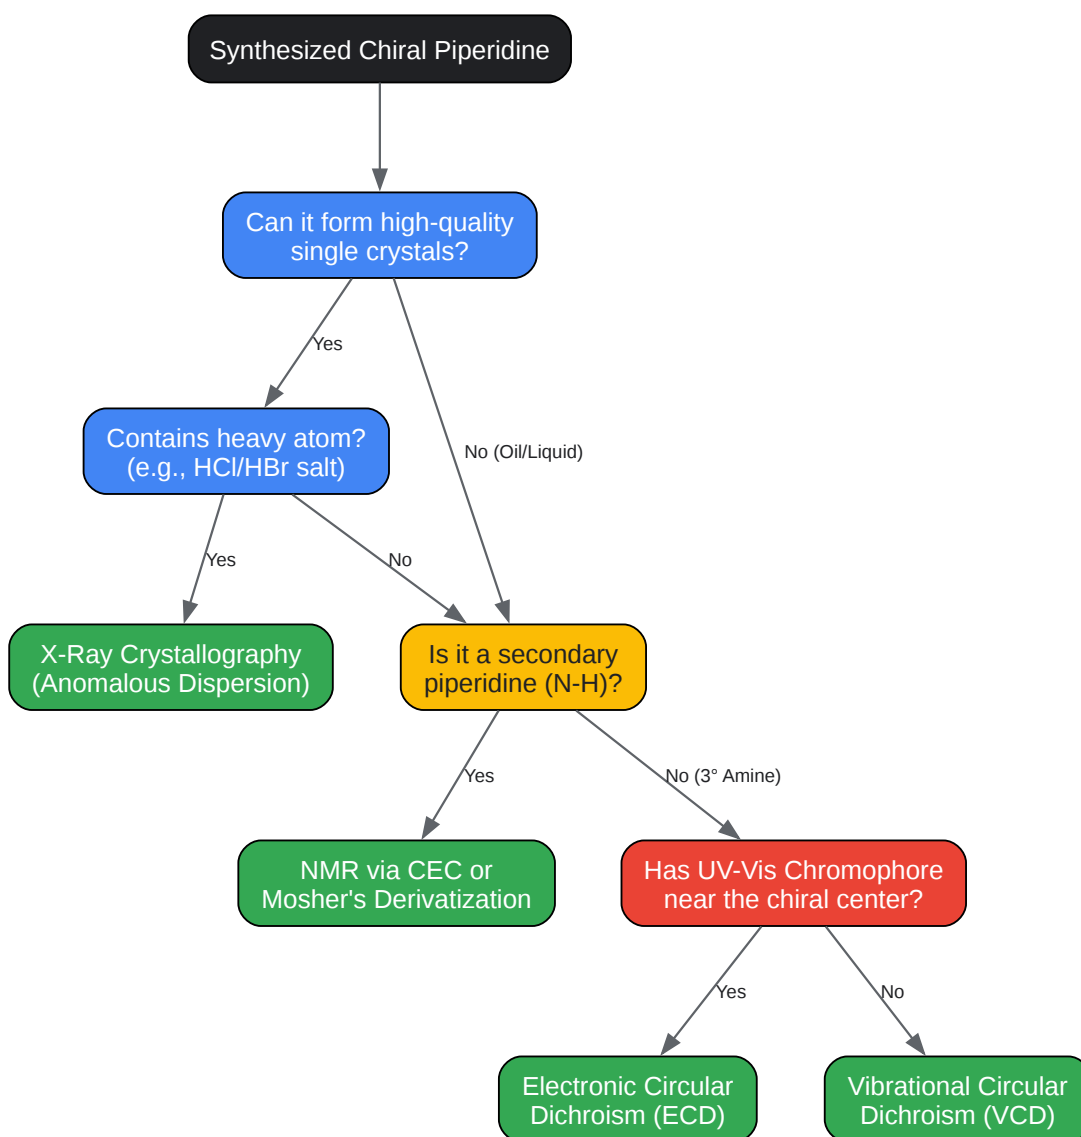 Synthesized Chiral Piperidine
Can it form high-quality
single crystals?
Yes
Contains heavy atom?
(e.g., HCl/HBr salt)
No (Oil/Liquid)
Yes
No
X-Ray Crystallography
(Anomalous Dispersion)
Is it a secondary
piperidine (N-H)?
Yes
No (3° Amine)
NMR via CEC or
Mosher's Derivatization
Has UV-Vis Chromophore
near the chiral center?
Yes
No
Electronic Circular
Dichroism (ECD)
Vibrational Circular
Dichroism (VCD)